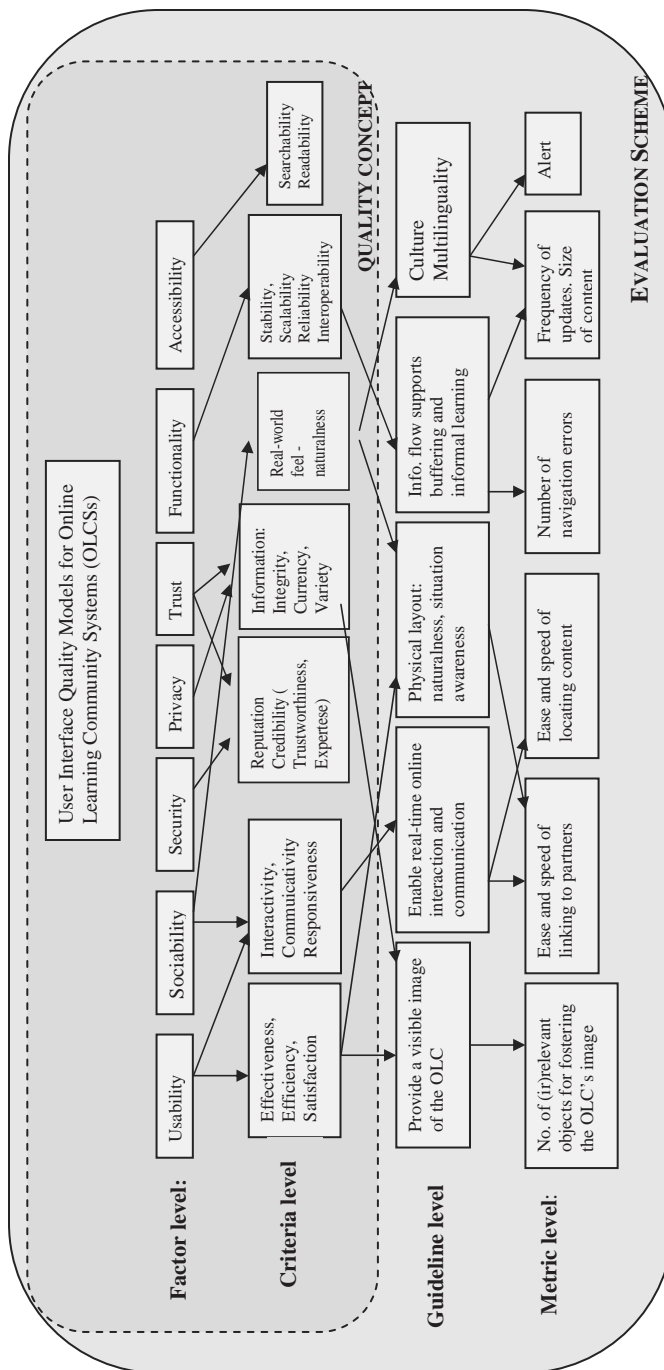 User Interface Quality Models for Online
Learning Community Systems (OLCSs)
Factor level:
Usability
Sociability
Security
Privacy
Trust
Functionality
Accessibility
Criteria level
Effectiveness,
Efficiency,
Satisfaction
Interactivity,
Commuicativity
Responsiveness
Reputation
Credibility (
Trustworthiness,
Expertese)
Information:
Integrity,
Currency,
Variety
Real-world
feel -
naturalness
Stability,
Scalability
Reliability
Interoperability
Searchability
Readability
QUALITY CONCEPT
Guideline level
Provide a visible image
of the OLC
Enable real-time online
interaction and
communication
Physical layout:
naturalness, situation
awareness
Info. flow supports
buffering and
informal learning
Culture
Multilinguality
Metric level:
No. of (ir)relevant
objects for fostering
the OLC's image
Ease and speed of
linking to partners
Ease and speed of
locating content
Number of
navigation errors
Frequency of
updates. Size
of content
Alert
EVALUATION SCHEME